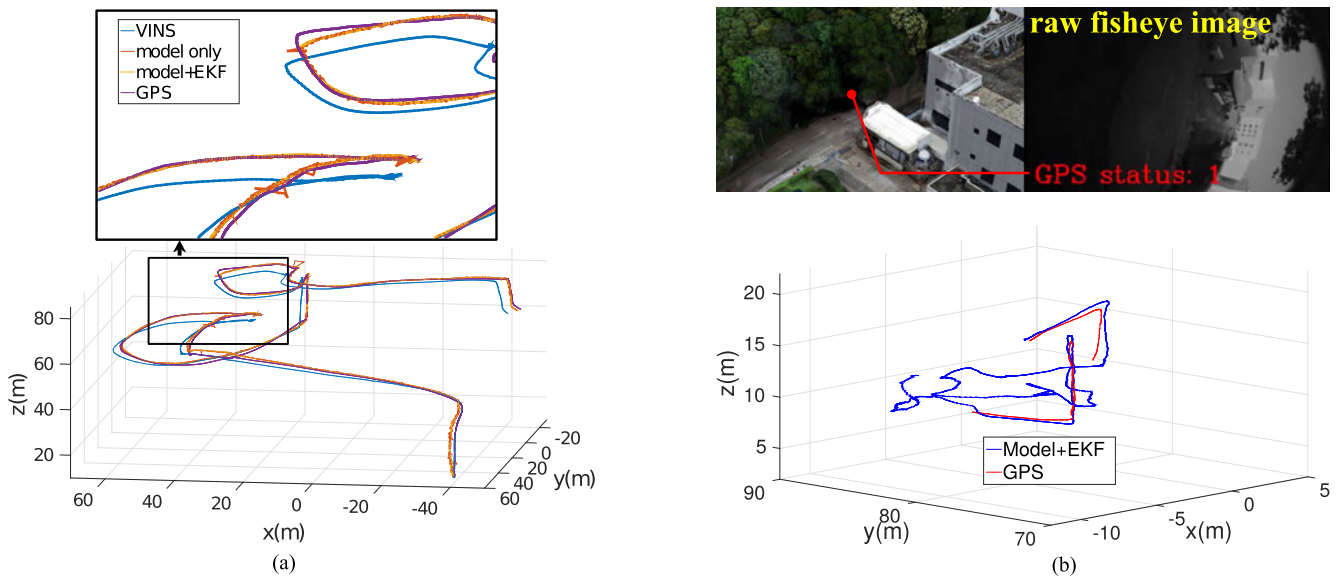 VINS
model only
model+EKF
GPS
80
60
40
20
z(m)
60
40
20
0
-20
-40
x(m)
-20
0
20
40
60
y(m)
(a)
raw fisheye image
GPS status: 1
20
15
10
5
z(m)
Model+EKF
GPS
90
80
70
y(m)
-10
-5
0
5
x(m)
(b)